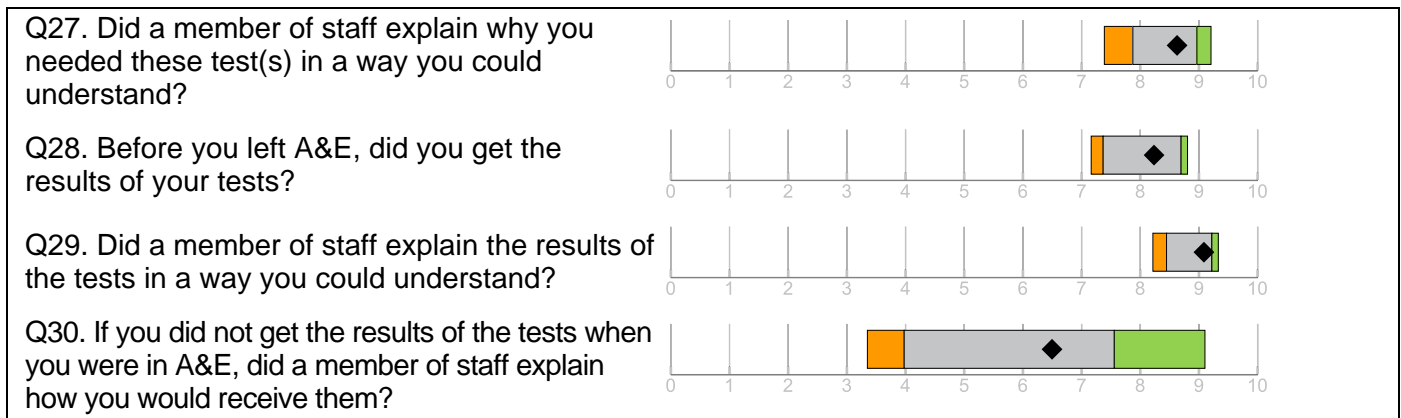 Q27. Did a member of staff explain why you
needed these test(s) in a way you could
understand?
0 1 2 3 4 5 6 7 8 9 10
Q28. Before you left A&E, did you get the
results of your tests?
0 1 2 3 4 5 6 7 8 9 10
Q29. Did a member of staff explain the results of
the tests in a way you could understand?
0 1 2 3 4 5 6 7 8 9 10
Q30. If you did not get the results of the tests when
you were in A&E, did a member of staff explain
how you would receive them?
0 1 2 3 4 5 6 7 8 9 10